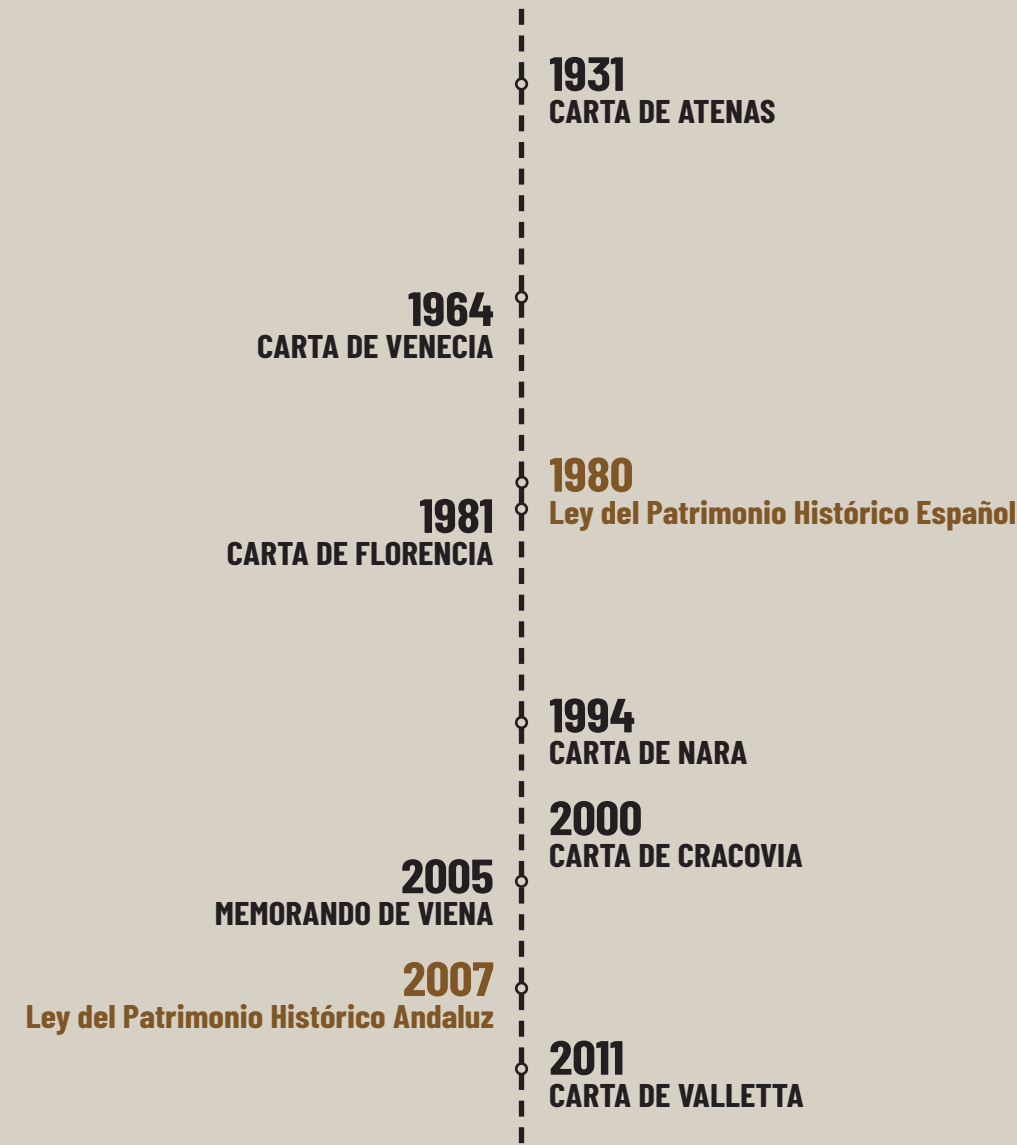 1931
CARTA DE ATENAS
1964
CARTA DE VENECIA
1980
Ley del Patrimonio Histórico Español
1981
CARTA DE FLORENCIA
1994
CARTA DE NARA
2000
CARTA DE CRACOVIA
2005
MEMORANDO DE VIENA
2007
Ley del Patrimonio Histórico Andaluz
2011
CARTA DE VALLETTA